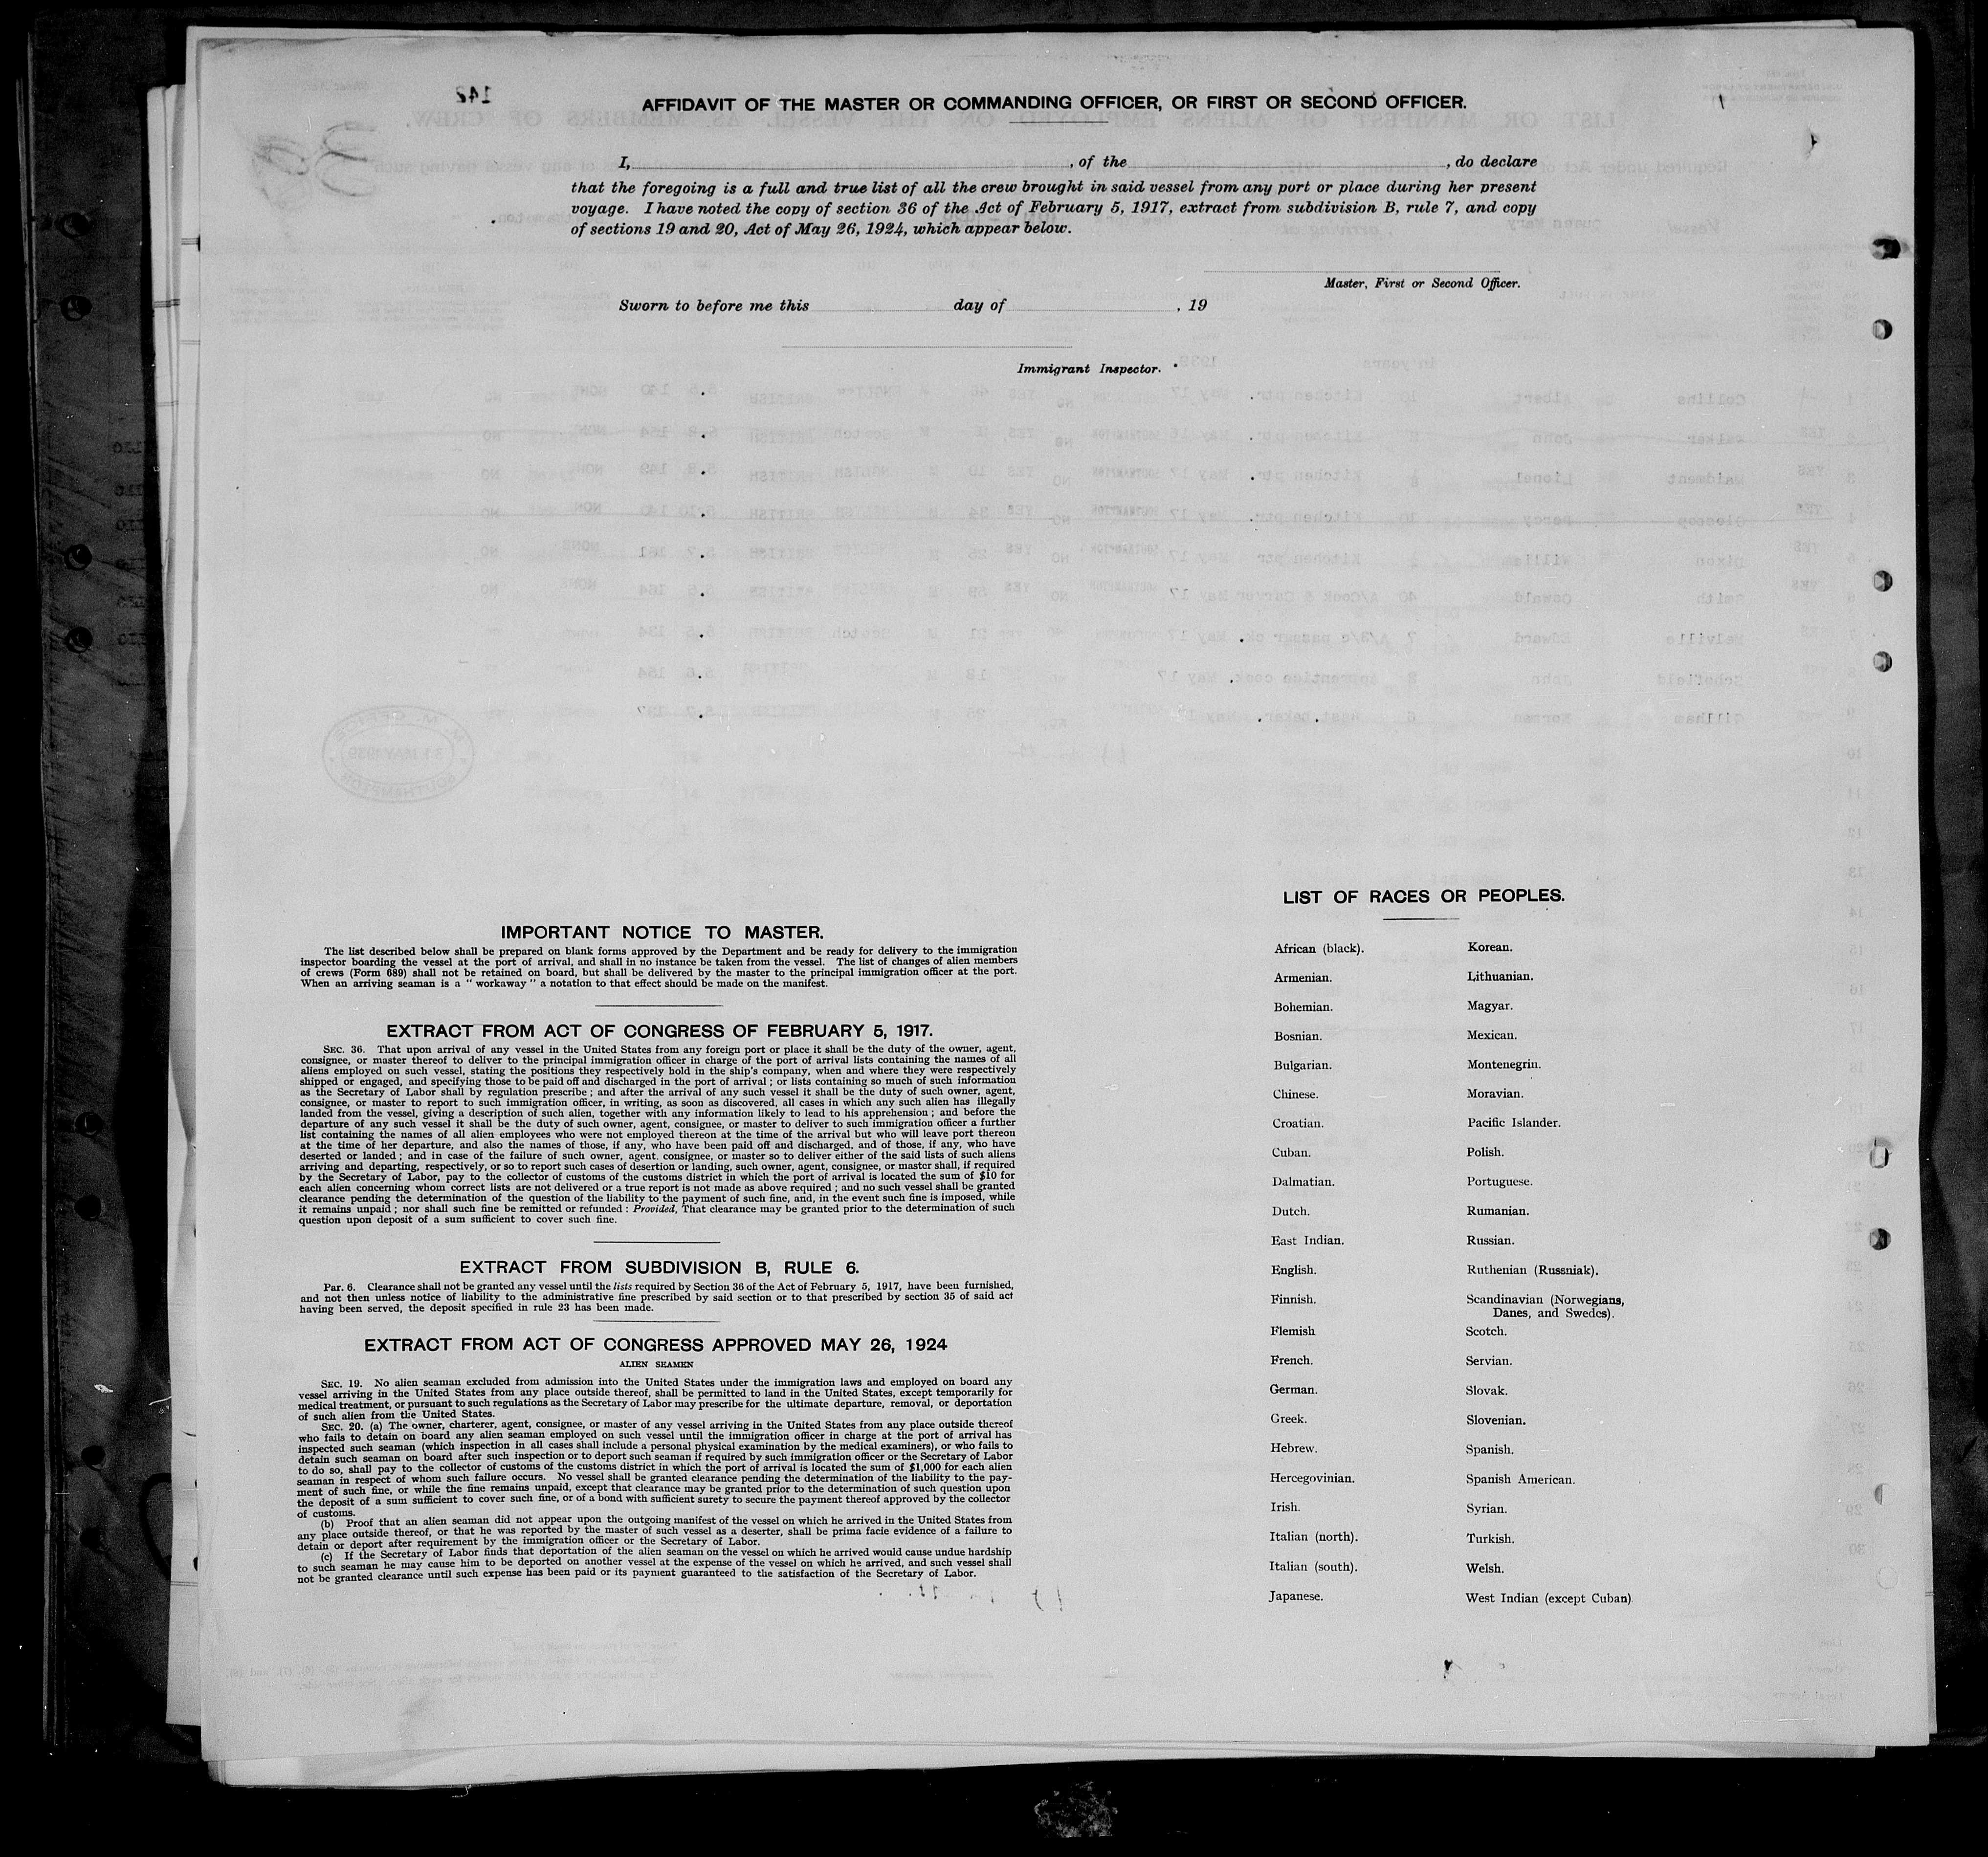 AFFIDAVIT OF THE MASTER OR COMMANDING OFFICER, OR FIRST OR SECOND OFFICER.
I, , of the , do declare
that the foregoing is a full and true list of all the crew brought in said vessel from any port or place during her present
voyage. I have noted the copy of section 36 of the Act of February 5, 1917, extract from subdivision B, rule 7, and copy
of sections 19 and 20, Act of May 26, 1924, which appear below.
Master, First or Second Officer.
Sworn to before me this day of , 19
Immigrant Inspector.
IMPORTANT NOTICE TO MASTER.
The list described below shall be prepared on blank forms approved by the Department and be ready for delivery to the immigration
inspector boarding the vessel at the port of arrival, and shall in no instance be taken from the vessel. The list of changes of alien members
of crews (Form 689) shall not be retained on board, but shall be delivered by the master to the principal immigration officer at the port.
When an arriving seaman is a " workaway " a notation to that effect should be made on the manifest.
EXTRACT FROM ACT OF CONGRESS OF FEBRUARY 5, 1917.
SEC. 36. That upon arrival of any vessel in the United States from any foreign port or place it shall be the duty of the owner, agent,
consignee, or master thereof to deliver to the principal immigration officer in charge of the port of arrival lists containing the names of all
aliens employed on such vessel, stating the positions they respectively hold in the ship's company, when and where they were respectively
shipped or engaged, and specifying those to be paid off and discharged in the port of arrival ; or lists containing so much of such information
as the Secretary of Labor shall by regulation prescribe ; and after the arrival of any such vessel it shall be the duty of such owner, agent,
consignee, or master to report to such immigration officer, in writing, as soon as discovered, all cases in which any such alien has illegally
landed from the vessel, giving a description of such alien, together with any information likely to lead to his apprehension ; and before the
departure of any such vessel it shall be the duty of such owner, agent, consignee, or master to deliver to such immigration officer a further
list containing the names of all alien employees who were not employed thereon at the time of the arrival but who will leave port thereon
at the time of her departure, and also the names of those, if any, who have been paid off and discharged, and of those, if any, who have
deserted or landed ; and in case of the failure of such owner, agent. consignee, or master so to deliver either of the said lists of such aliens
arriving and departing, respectively, or so to report such cases of desertion or landing, such owner, agent, consignee, or master shall, if required
by the Secretary of Labor, pay to the collector of customs of the customs district in which the port of arrival is located the sum of $10 for
each alien concerning whom correct lists are not delivered or a true report is not made as above required ; and no such vessel shall be granted
clearance pending the determination of the question of the liability to the payment of such fine, and, in the event such fine is imposed, while
it remains unpaid ; nor shall such fine be remitted or refunded : Provided, That clearance may be granted prior to the determination of such
question upon deposit of a sum sufficient to cover such fine.
EXTRACT FROM SUBDIVISION B, RULE 6.
Par. 6. Clearance shall not be granted any vessel until the lists required by Section 36 of the Act of February 5, 1917, have been furnished,
and not then unless notice of liability to the administrative fine prescribed by said section or to that prescribed by section 35 of said act
having been served, the deposit specified in rule 23 has been made.
EXTRACT FROM ACT OF CONGRESS APPROVED MAY 26, 1924
ALIEN SEAMEN
SEC. 19. No alien seaman excluded from admission into the United States under the immigration laws and employed on board any
vessel arriving in the United States from any place outside thereof, shall be permitted to land in the United States, except temporarily for
medical treatment, or pursuant to such regulations as the Secretary of Labor may prescribe for the ultimate departure, removal, or deportation
of such alien from the United States.
SEC. 20. (a) The owner, charterer, agent, consignee, or master of any vessel arriving in the United States from any place outside thereof
who fails to detain on board any alien seaman employed on such vessel until the immigration officer in charge at the port of arrival has
inspected such seaman (which inspection in all cases shall include a personal physical examination by the medical examiners), or who fails to
detain such seaman on board after such inspection or to deport such seaman if required by such immigration officer or the Secretary of Labor
to do so, shall pay to the collector of customs of the customs district in which the port of arrival is located the sum of $1,000 for each alien
seaman in respect of whom such failure occurs. No vessel shall be granted clearance pending the determination of the liability to the pay-
ment of such fine, or while the fine remains unpaid, except that clearance may be granted prior to the determination of such question upon
the deposit of a sum sufficient to cover such fine, or of a bond with sufficient surety to secure the payment thereof approved by the collector
of customs.
(b) Proof that an alien seaman did not appear upon the outgoing manifest of the vessel on which he arrived in the United States from
any place outside thereof, or that he was reported by the master of such vessel as a deserter, shall be prima facie evidence of a failure to
detain or deport after requirement by the immigration officer or the Secretary of Labor.
(c) If the Secretary of Labor finds that deportation of the alien seaman on the vessel on which he arrived would cause undue hardship
to such seaman he may cause him to be deported on another vessel at the expense of the vessel on which he arrived, and such vessel shall
not be granted clearance until such expense has been paid or its payment guaranteed to the satisfaction of the Secretary of Labor.
LIST OF RACES OR PEOPLES.
African (black).
Armenian.
Bohemian.
Bosnian.
Bulgarian.
Chinese.
Croatian.
Cuban.
Dalmatian.
Dutch.
East Indian.
English.
Finnish.
Flemish
French.
German.
Greek.
Hebrew.
Hercegovinian.
Irish.
Italian (north).
Italian (south).
Japanese.
Korean.
Lithuanian.
Magyar.
Mexican.
Montenegrin.
Moravian.
Pacific Islander.
Polish.
Portuguese.
Rumanian.
Russian.
Ruthenian (Russniak).
Scandinavian (Norwegians,
Danes, and Swedes).
Scotch.
Servian.
Slovak.
Slovenian.
Spanish.
Spanish American.
Syrian.
Turkish.
Welsh.
West Indian (except Cuban)